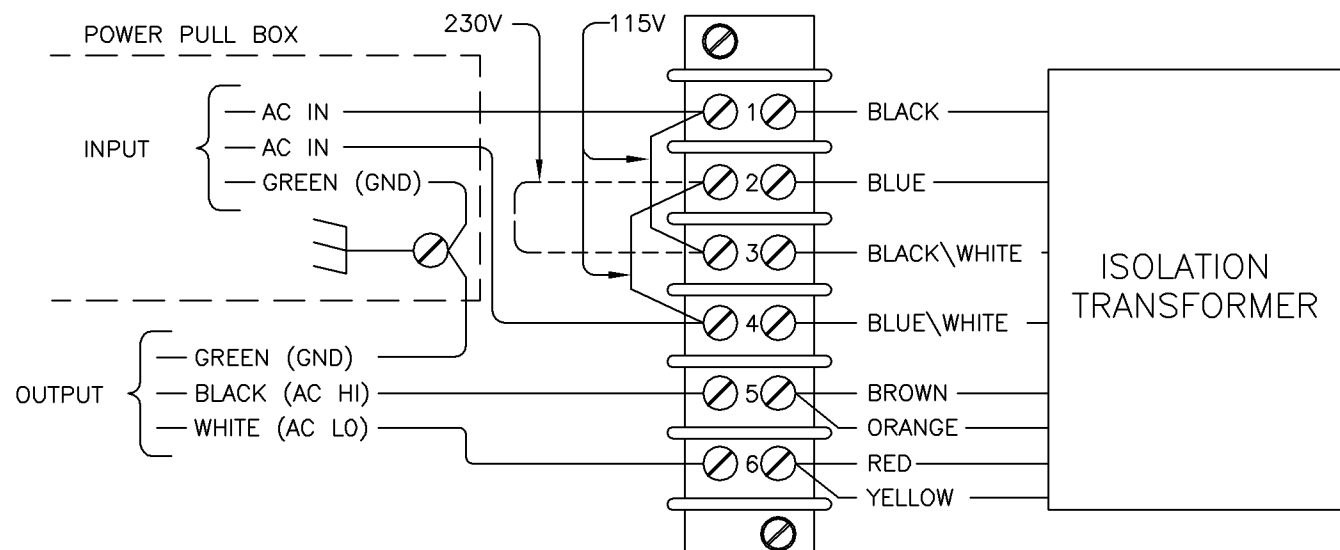 230V
115V
POWER PULL BOX
AC IN
1
BLACK
INPUT
AC IN
GREEN (GND)
2
BLUE
3
BLACK\WHITE
ISOLATION
TRANSFORMER
4
BLUE\WHITE
GREEN (GND)
OUTPUT
BLACK (AC HI)
5
BROWN
WHITE (AC LO)
ORANGE
6
RED
YELLOW